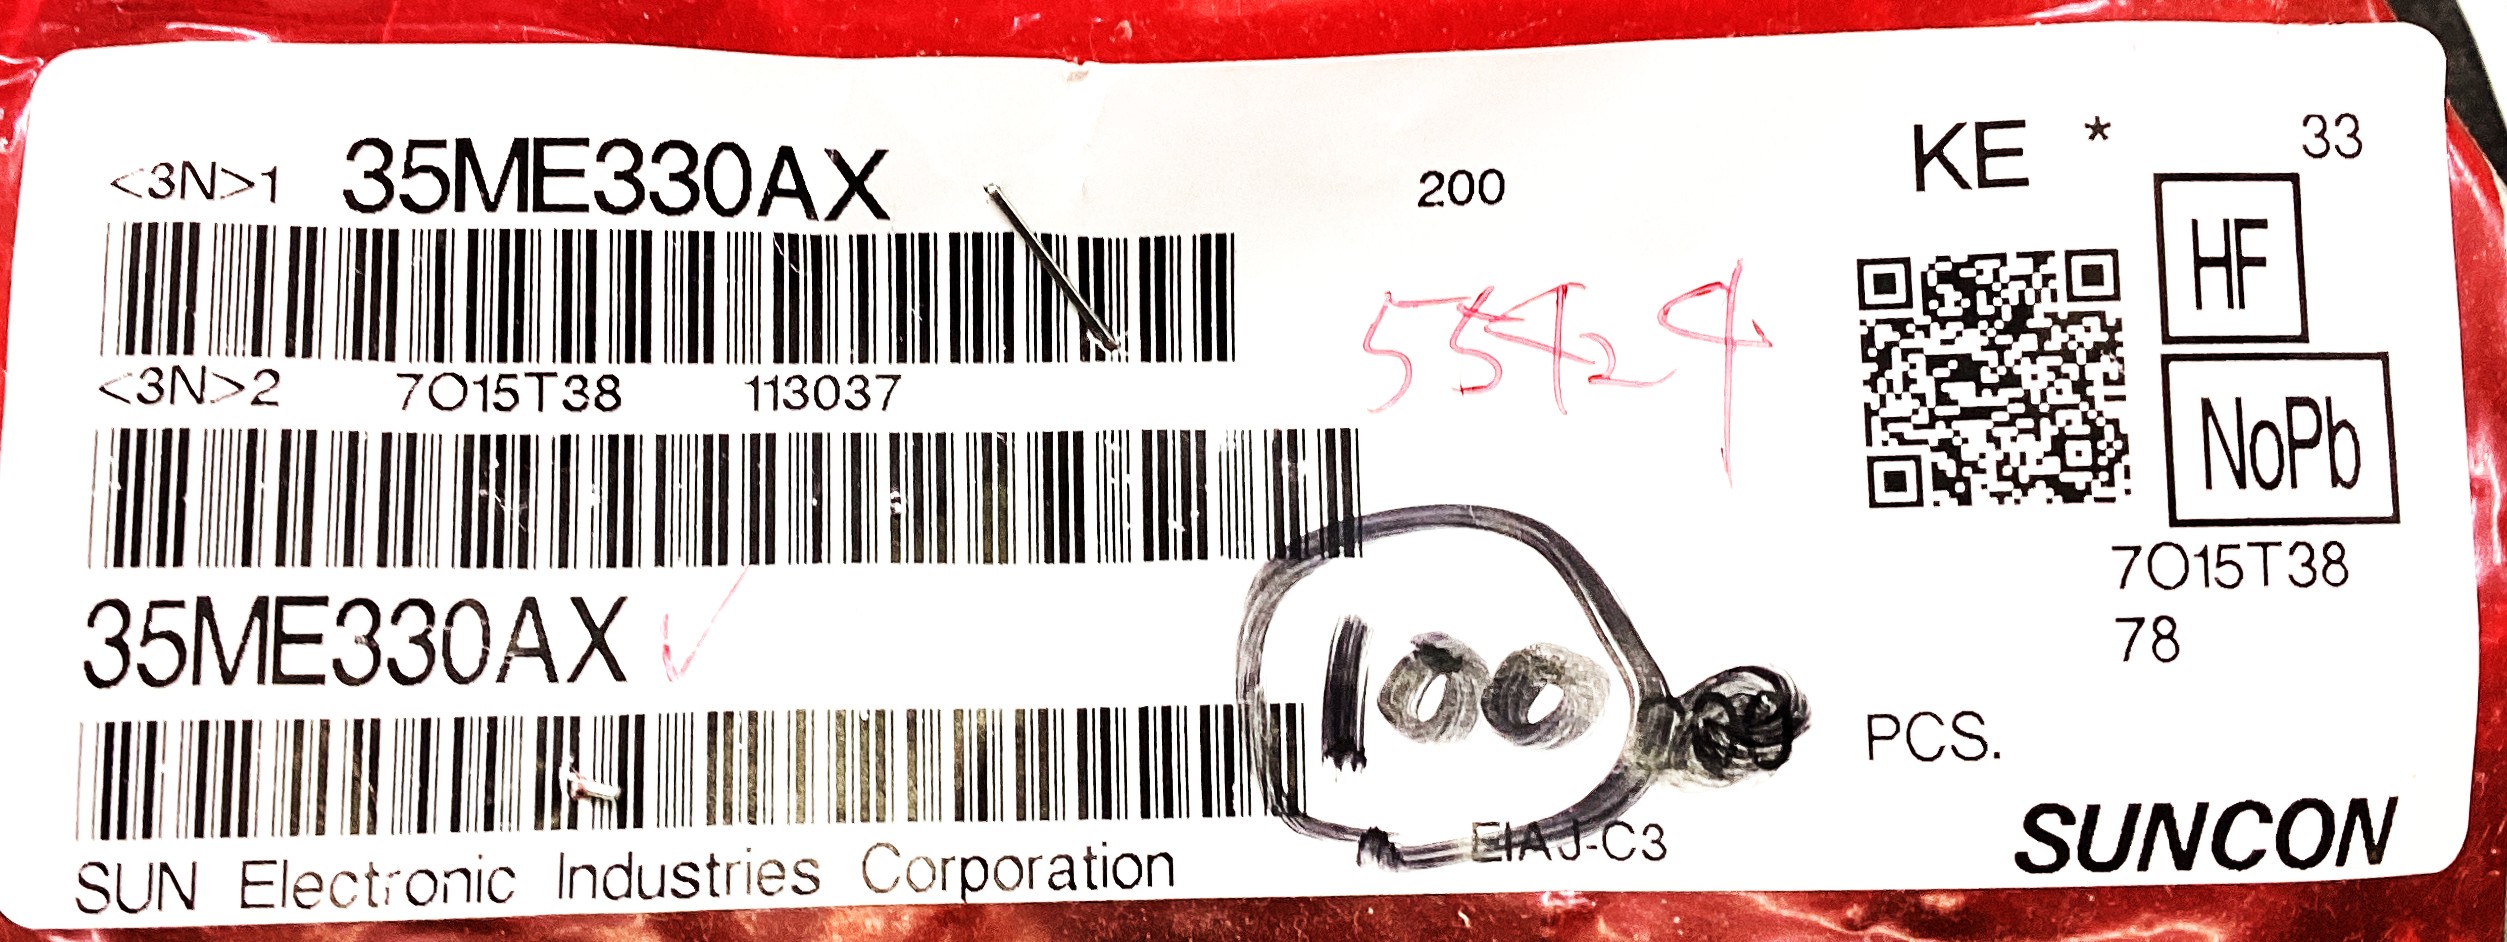 <3N>1 35ME330AX 200 KE * 33
HF
<3N>2 7O15T38 113037
NoPb
7O15T38
35ME330AX
78
100
PCS.
EIAJ-C3
SUN Electronic Industries Corporation
SUNCON